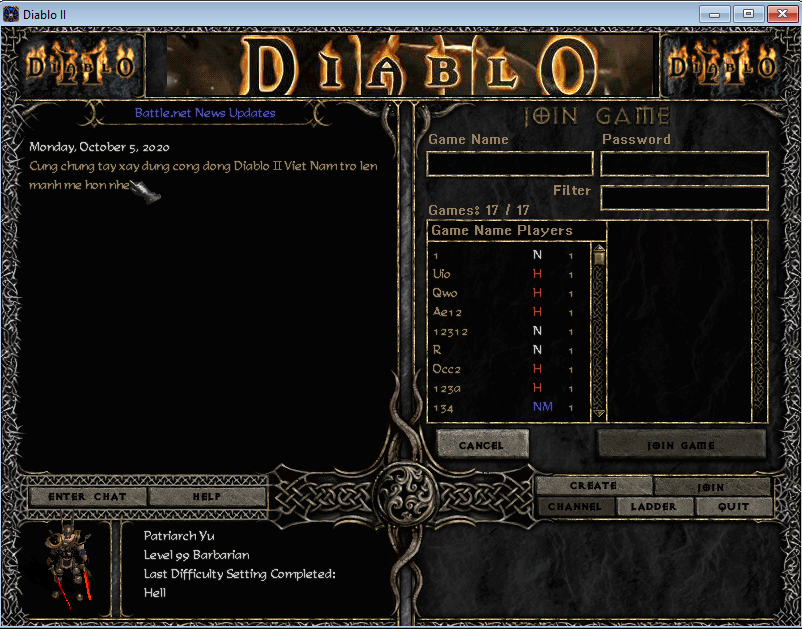 Diablo II
DIABLO
DIABLO
DIABLO
Battle.net News Updates
Monday, October 5, 2020
Cung chung tay xay dung cong dong Diablo II Viet Nam tro len
manh me hon nhe
JOIN GAME
Game Name
Password
Filter
Games: 17 / 17
Game Name Players
1 N 1
Uio H 1
Qwo H 1
Ae12 H 1
12312 N 1
R N 1
Occ2 H 1
123a H 1
134 NM 1
CANCEL
JOIN GAME
ENTER CHAT
HELP
CREATE
JOIN
CHANNEL
LADDER
QUIT
Patriarch Yu
Level 99 Barbarian
Last Difficulty Setting Completed:
Hell